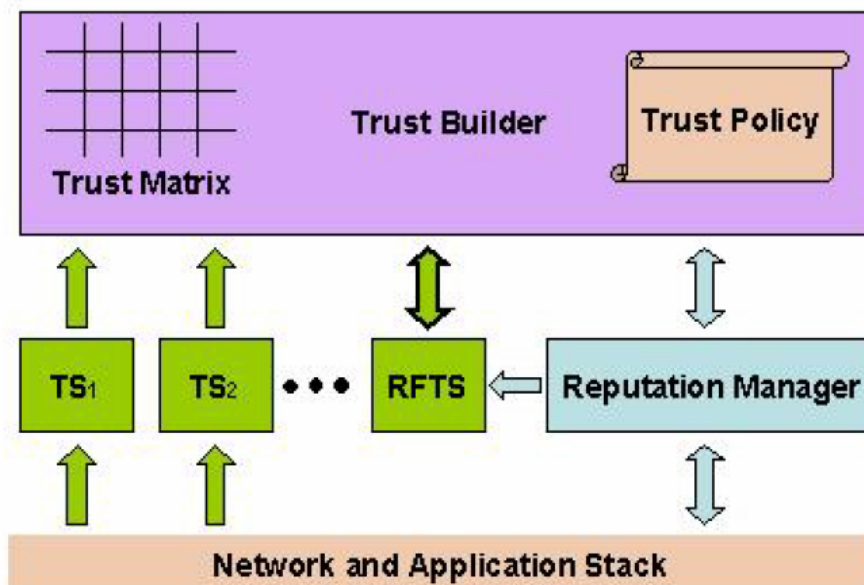 Trust Builder
Trust Policy
Trust Matrix
TS1
TS2
RFTS
Reputation Manager
Network and Application Stack